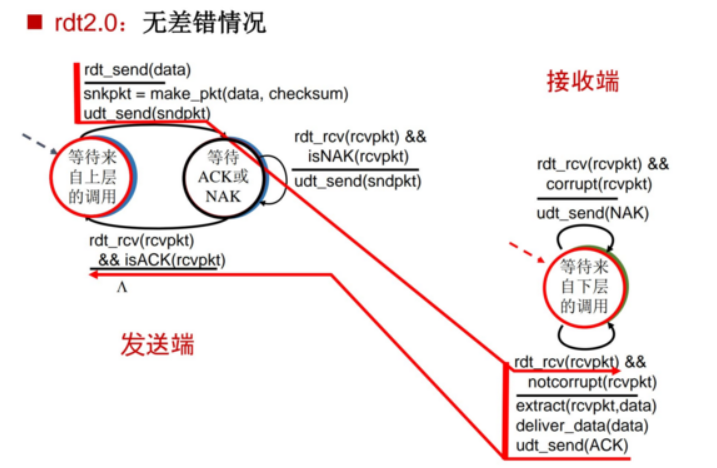 rdt2.0：无差错情况
rdt_send(data)
snkpkt = make_pkt(data, checksum)
udt_send(sndpkt)
等待来
自上层
的调用
等待
ACK或
NAK
rdt_rcv(rcvpkt) &&
isNAK(rcvpkt)
udt_send(sndpkt)
rdt_rcv(rcvpkt)
&& isACK(rcvpkt)
Λ
发送端
接收端
rdt_rcv(rcvpkt) &&
corrupt(rcvpkt)
udt_send(NAK)
等待来
自下层
的调用
rdt_rcv(rcvpkt) &&
notcorrupt(rcvpkt)
extract(rcvpkt,data)
deliver_data(data)
udt_send(ACK)